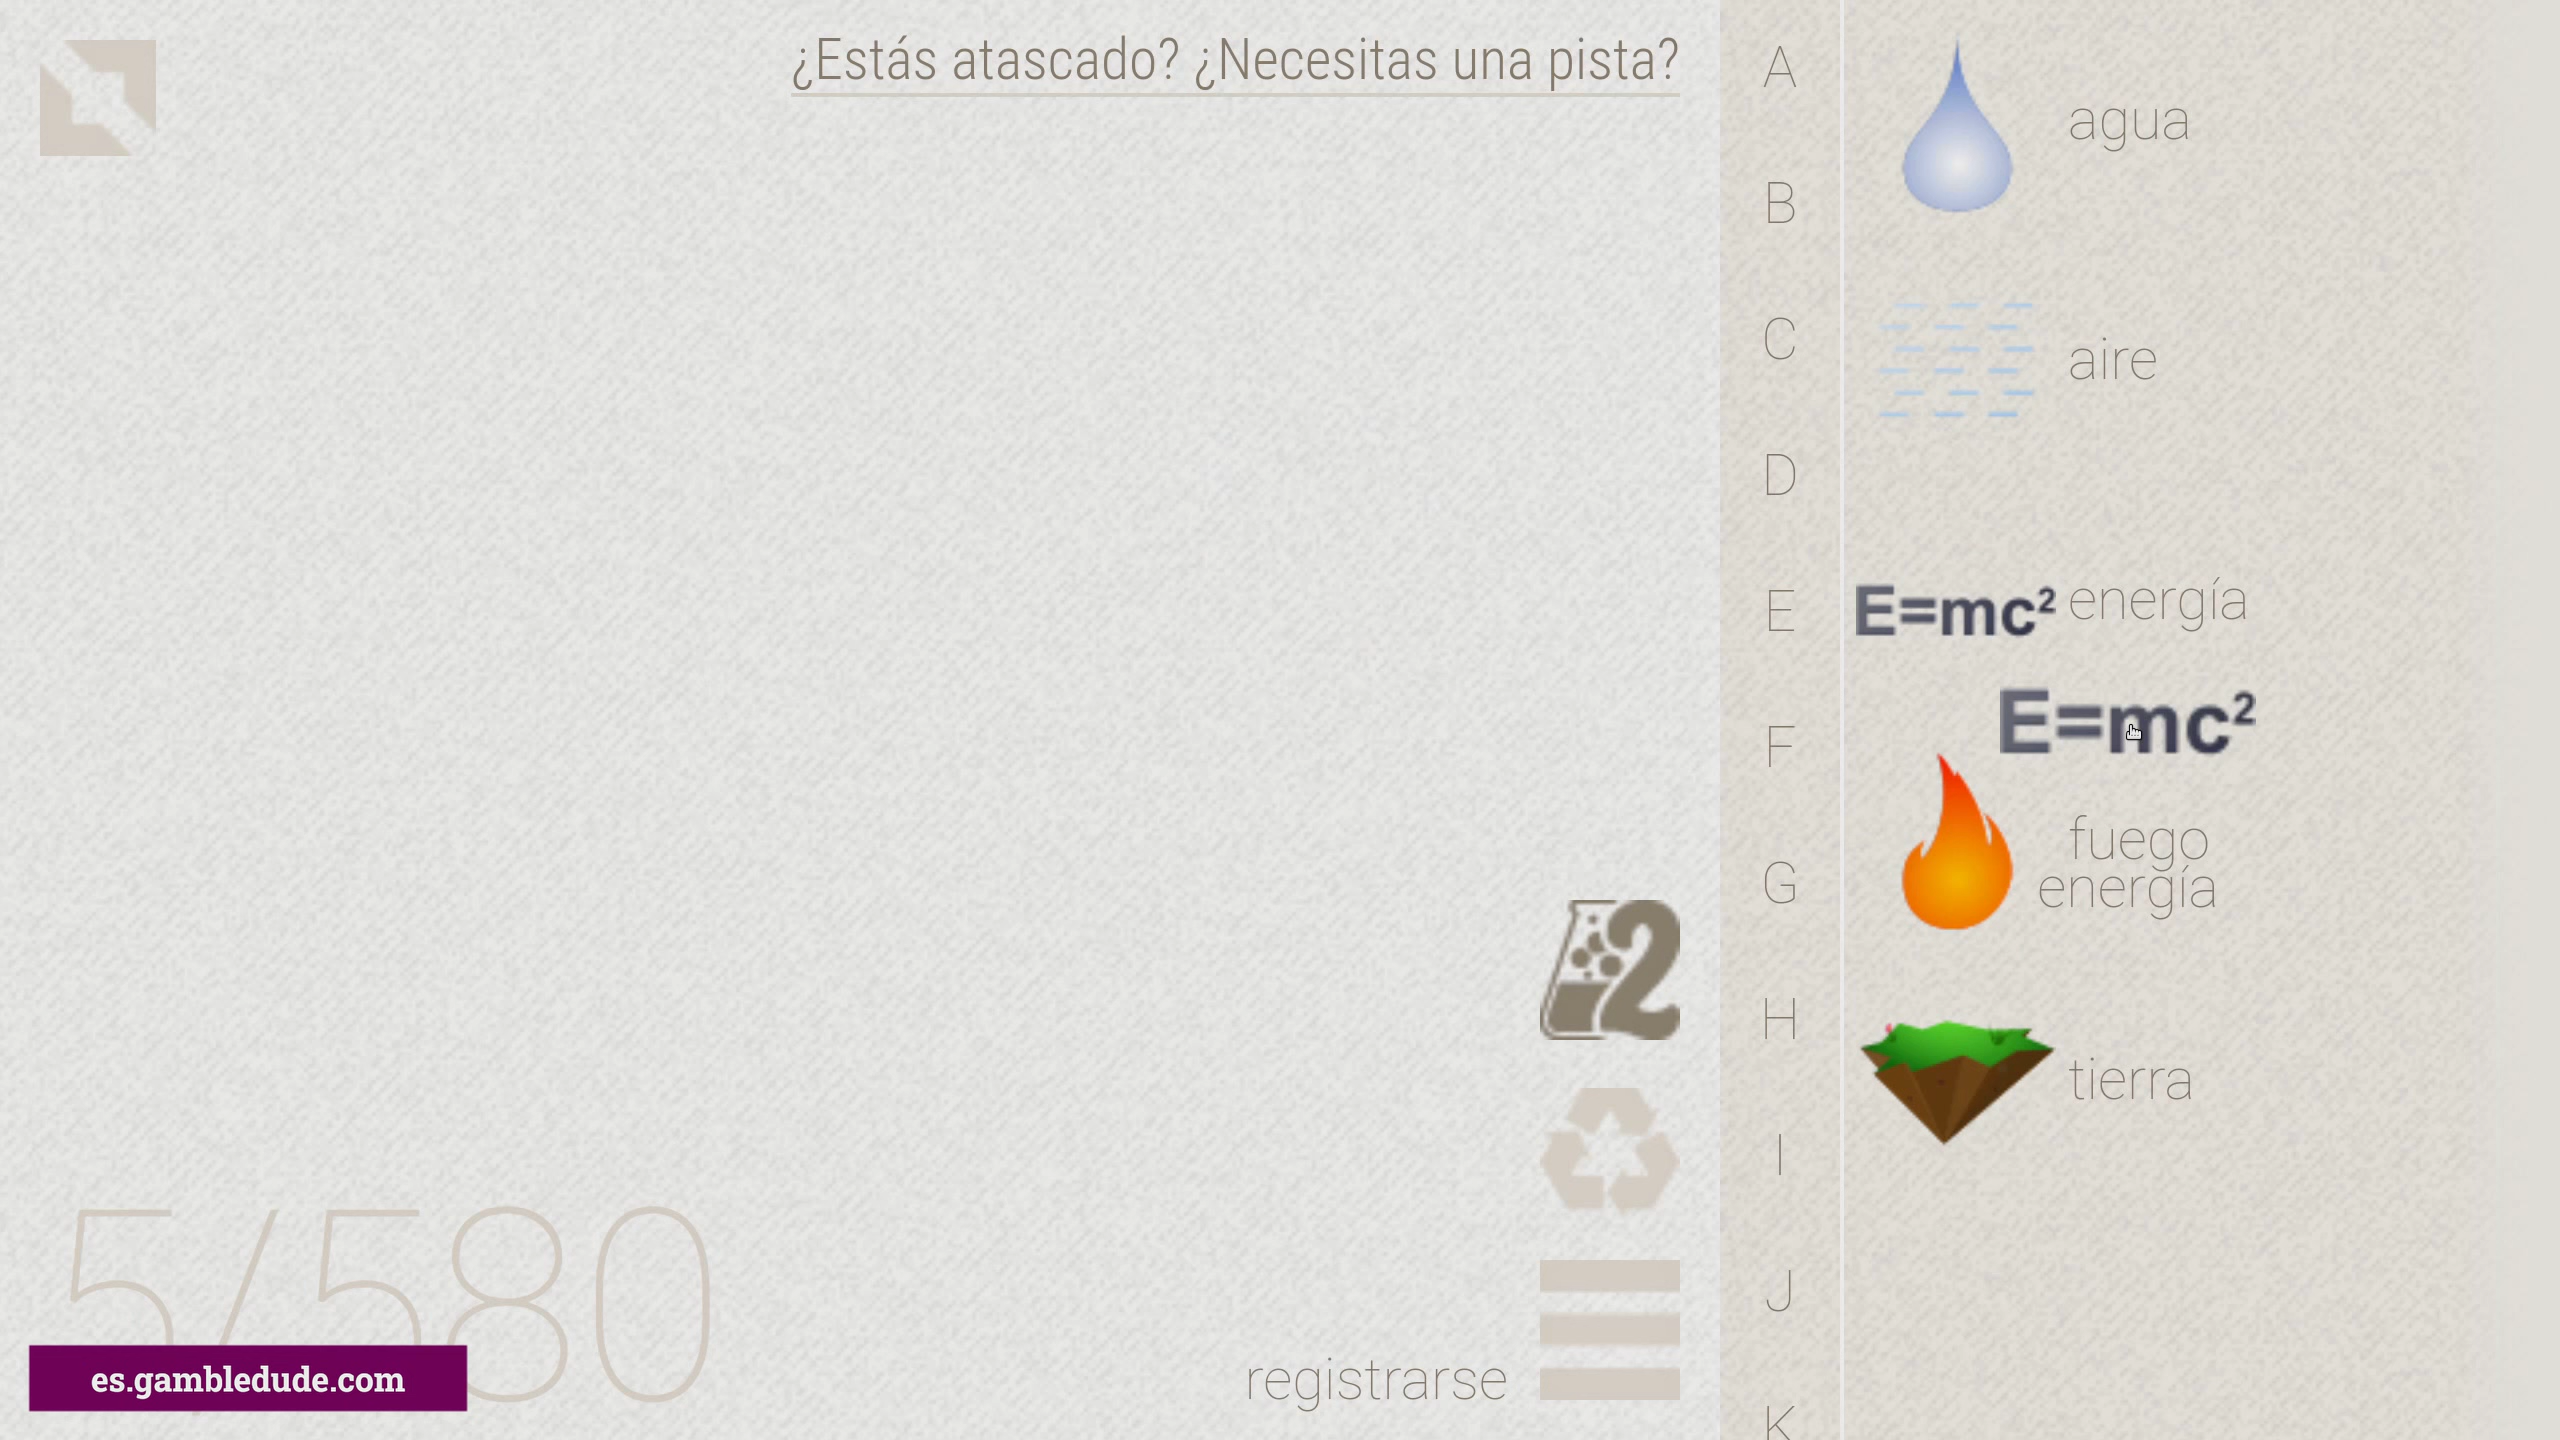 ¿Estás atascado? ¿Necesitas una pista?
A
B
C
D
E
F
G
H
I
J
K
agua
aire
E=mc² energía
E=mc²
fuego
energía
tierra
2
5/580
es.gambledude.com
registrarse